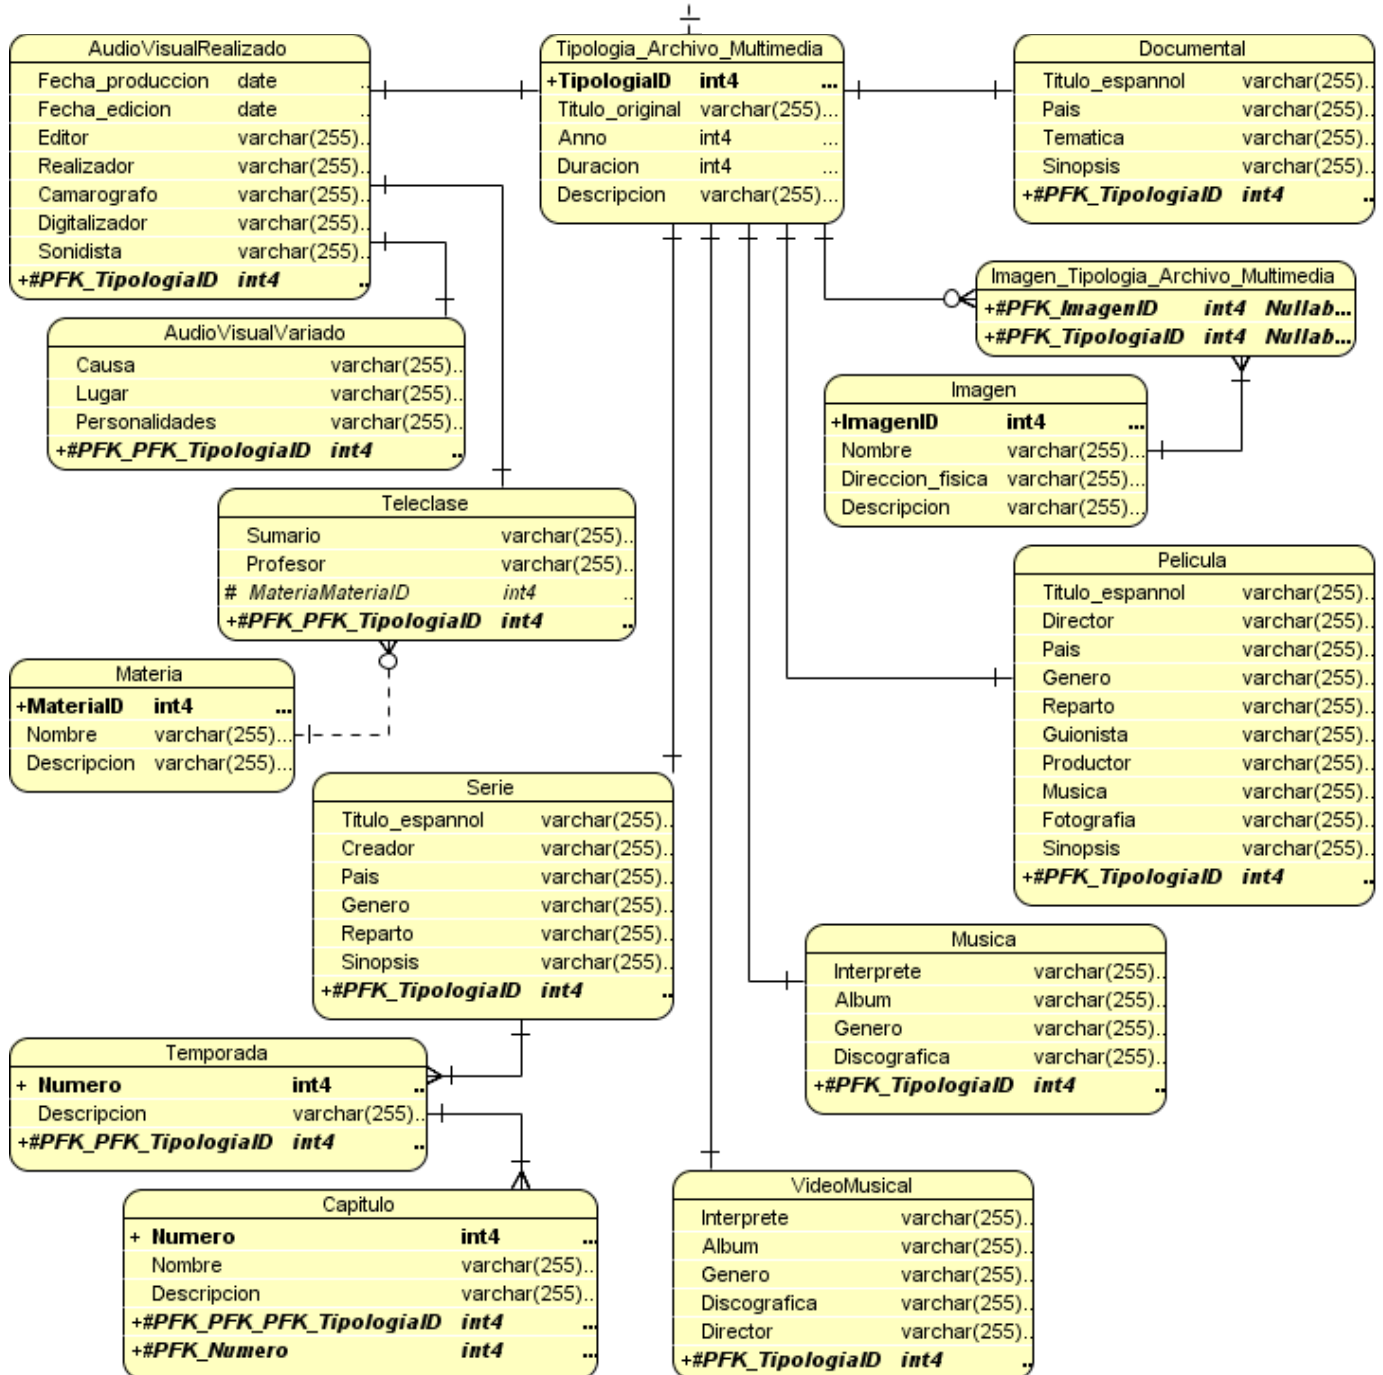 AudioVisualRealizado
Fecha_produccion date ..
Fecha_edicion date ..
Editor varchar(255)..
Realizador varchar(255)..
Camarografo varchar(255)..
Digitalizador varchar(255)..
Sonidista varchar(255)..
+#PFK_TipologiaID int4 ..
Tipologia_Archivo_Multimedia
+TipologiaID int4 ...
Titulo_original varchar(255)...
Anno int4 ...
Duracion int4 ...
Descripcion varchar(255)...
Documental
Titulo_espannol varchar(255)..
Pais varchar(255)..
Tematica varchar(255)..
Sinopsis varchar(255)..
+#PFK_TipologiaID int4 ..
Imagen_Tipologia_Archivo_Multimedia
+#PFK_ImagenID int4 Nullab...
+#PFK_TipologiaID int4 Nullab...
AudioVisualVariado
Causa varchar(255)..
Lugar varchar(255)..
Personalidades varchar(255)..
+#PFK_PFK_TipologiaID int4 ..
Imagen
+ImagenID int4 ...
Nombre varchar(255)...
Direccion_fisica varchar(255)...
Descripcion varchar(255)...
Teleclase
Sumario varchar(255)..
Profesor varchar(255)..
# MateriaMateriaID int4 ..
+#PFK_PFK_TipologiaID int4 ..
Pelicula
Titulo_espannol varchar(255)..
Director varchar(255)..
Pais varchar(255)..
Genero varchar(255)..
Reparto varchar(255)..
Guionista varchar(255)..
Productor varchar(255)..
Musica varchar(255)..
Fotografia varchar(255)..
Sinopsis varchar(255)..
+#PFK_TipologiaID int4 ..
Materia
+MateriaID int4 ...
Nombre varchar(255)...
Descripcion varchar(255)...
Serie
Titulo_espannol varchar(255)..
Creador varchar(255)..
Pais varchar(255)..
Genero varchar(255)..
Reparto varchar(255)..
Sinopsis varchar(255)..
+#PFK_TipologiaID int4 ..
Musica
Interprete varchar(255)..
Album varchar(255)..
Genero varchar(255)..
Discografica varchar(255)..
+#PFK_TipologiaID int4 ..
Temporada
+ Numero int4 ..
Descripcion varchar(255)..
+#PFK_PFK_TipologiaID int4 ..
Capitulo
+ Numero int4 ...
Nombre varchar(255)...
Descripcion varchar(255)...
+#PFK_PFK_PFK_TipologiaID int4 ...
+#PFK_Numero int4 ...
VideoMusical
Interprete varchar(255)..
Album varchar(255)..
Genero varchar(255)..
Discografica varchar(255)..
Director varchar(255)..
+#PFK_TipologiaID int4 ..